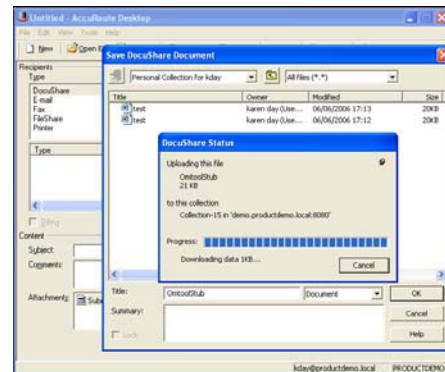 Untitled - AccuRoute Desktop
File Edit View Tools Help
New Open
Recipients
Type
DocuShare
E-mail
Fax
FileShare
Printer
Type
Billing
Content
Subject:
Comments:
Attachments:
Save DocuShare Document
Personal Collection for kday
All files (*.*)
Title Owner Modified Size
test karen day (Use... 06/06/2006 17:13 20KB
test karen day (Use... 06/06/2006 17:12 20KB
DocuShare Status
Uploading this file
OmtoolStub
21 KB
to this collection
Collection-15 in 'demo.productdemo.local:8080'
Progress:
Downloading data 1KB...
Cancel
Title: OmtoolStub Document OK
Summary: Cancel
Lock Help
kday@productdemo.local PRODUCTDEMO